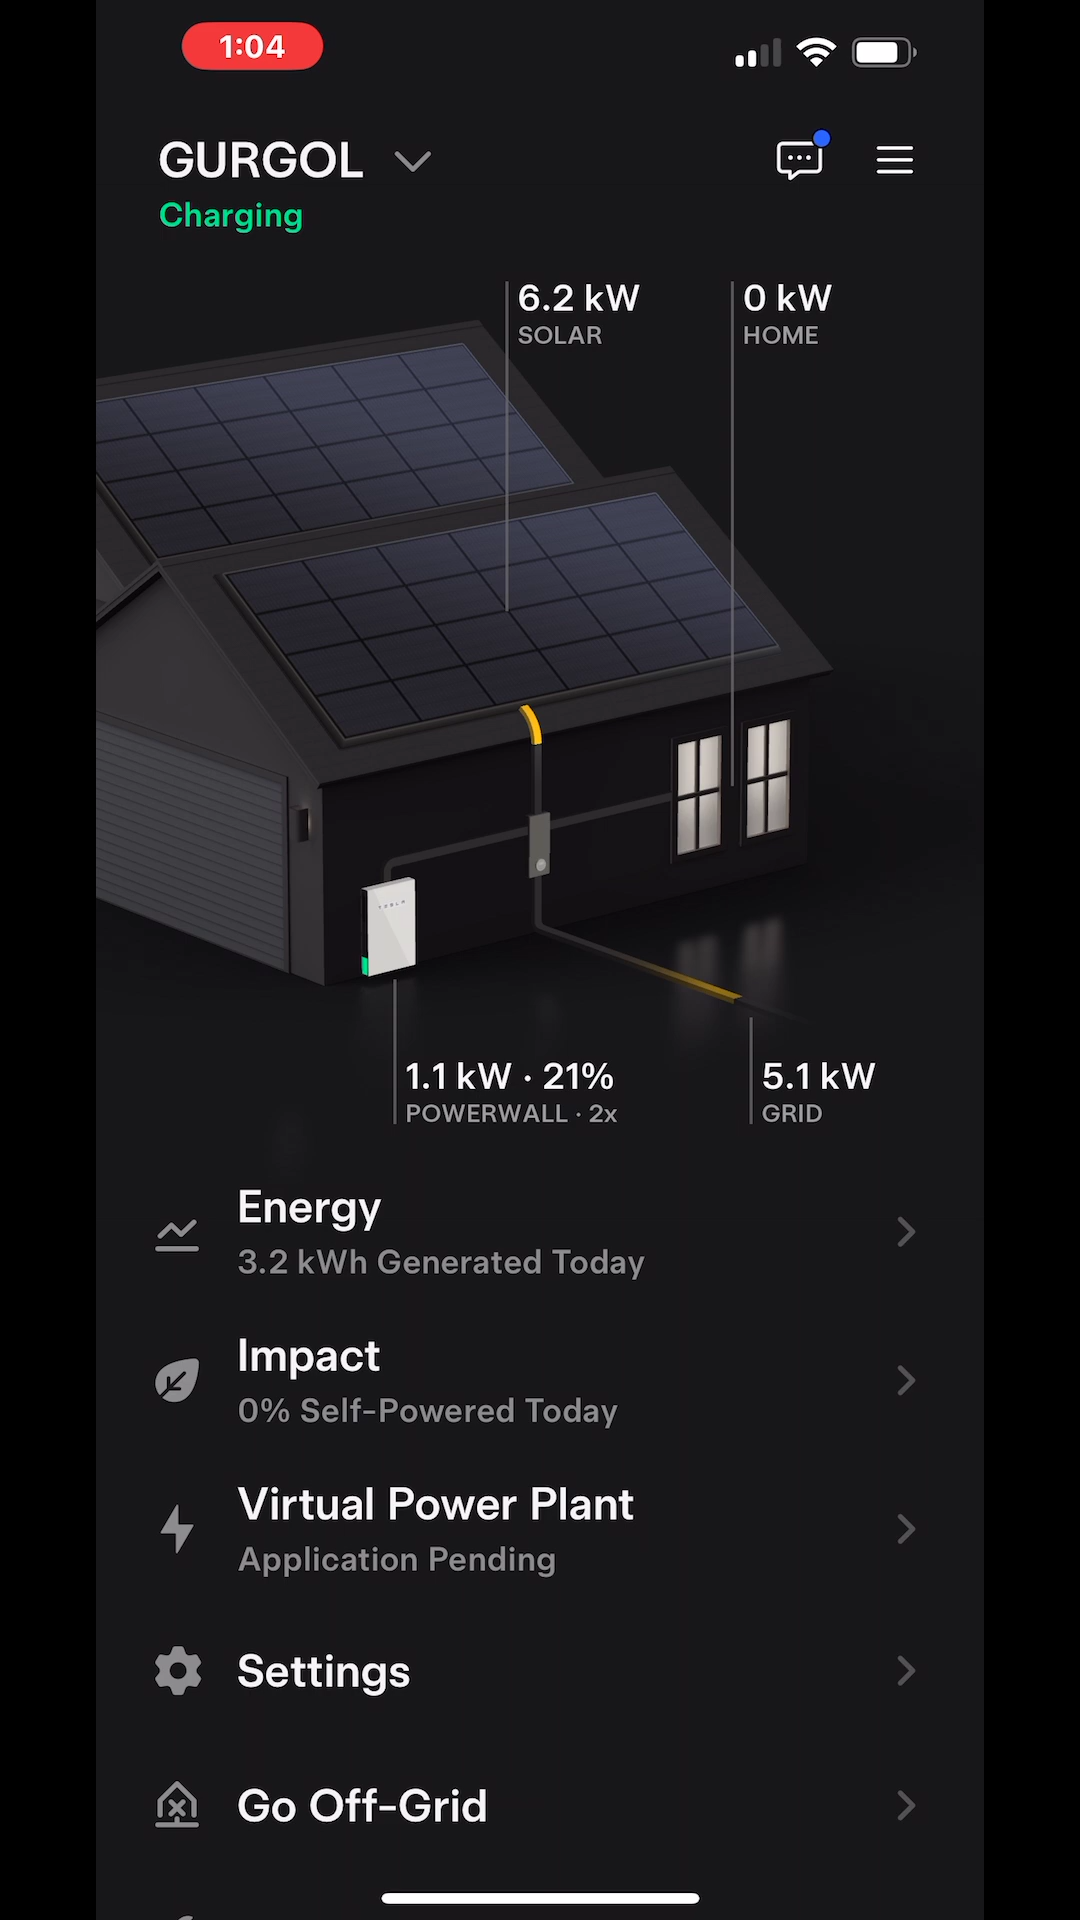 1:04
GURGOL
Charging
6.2 kW
SOLAR
0 kW
HOME
TESLA
1.1 kW · 21%
POWERWALL · 2x
5.1 kW
GRID
Energy
3.2 kWh Generated Today
Impact
0% Self-Powered Today
Virtual Power Plant
Application Pending
Settings
Go Off-Grid